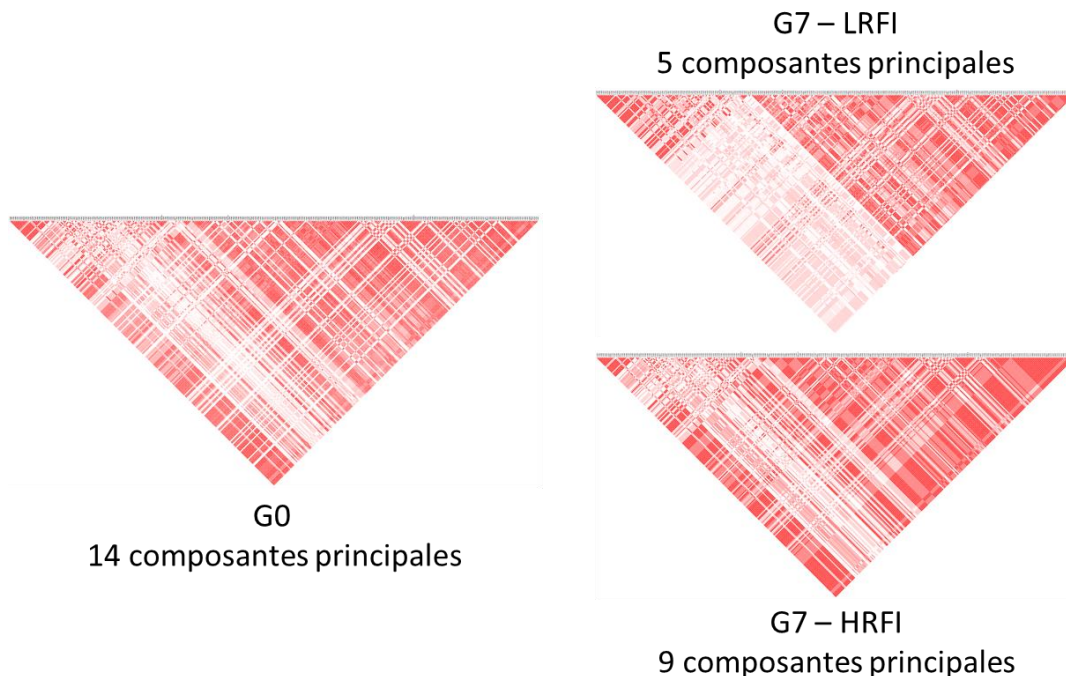 G7 – LRFI
5 composantes principales
G0
14 composantes principales
G7 – HRFI
9 composantes principales